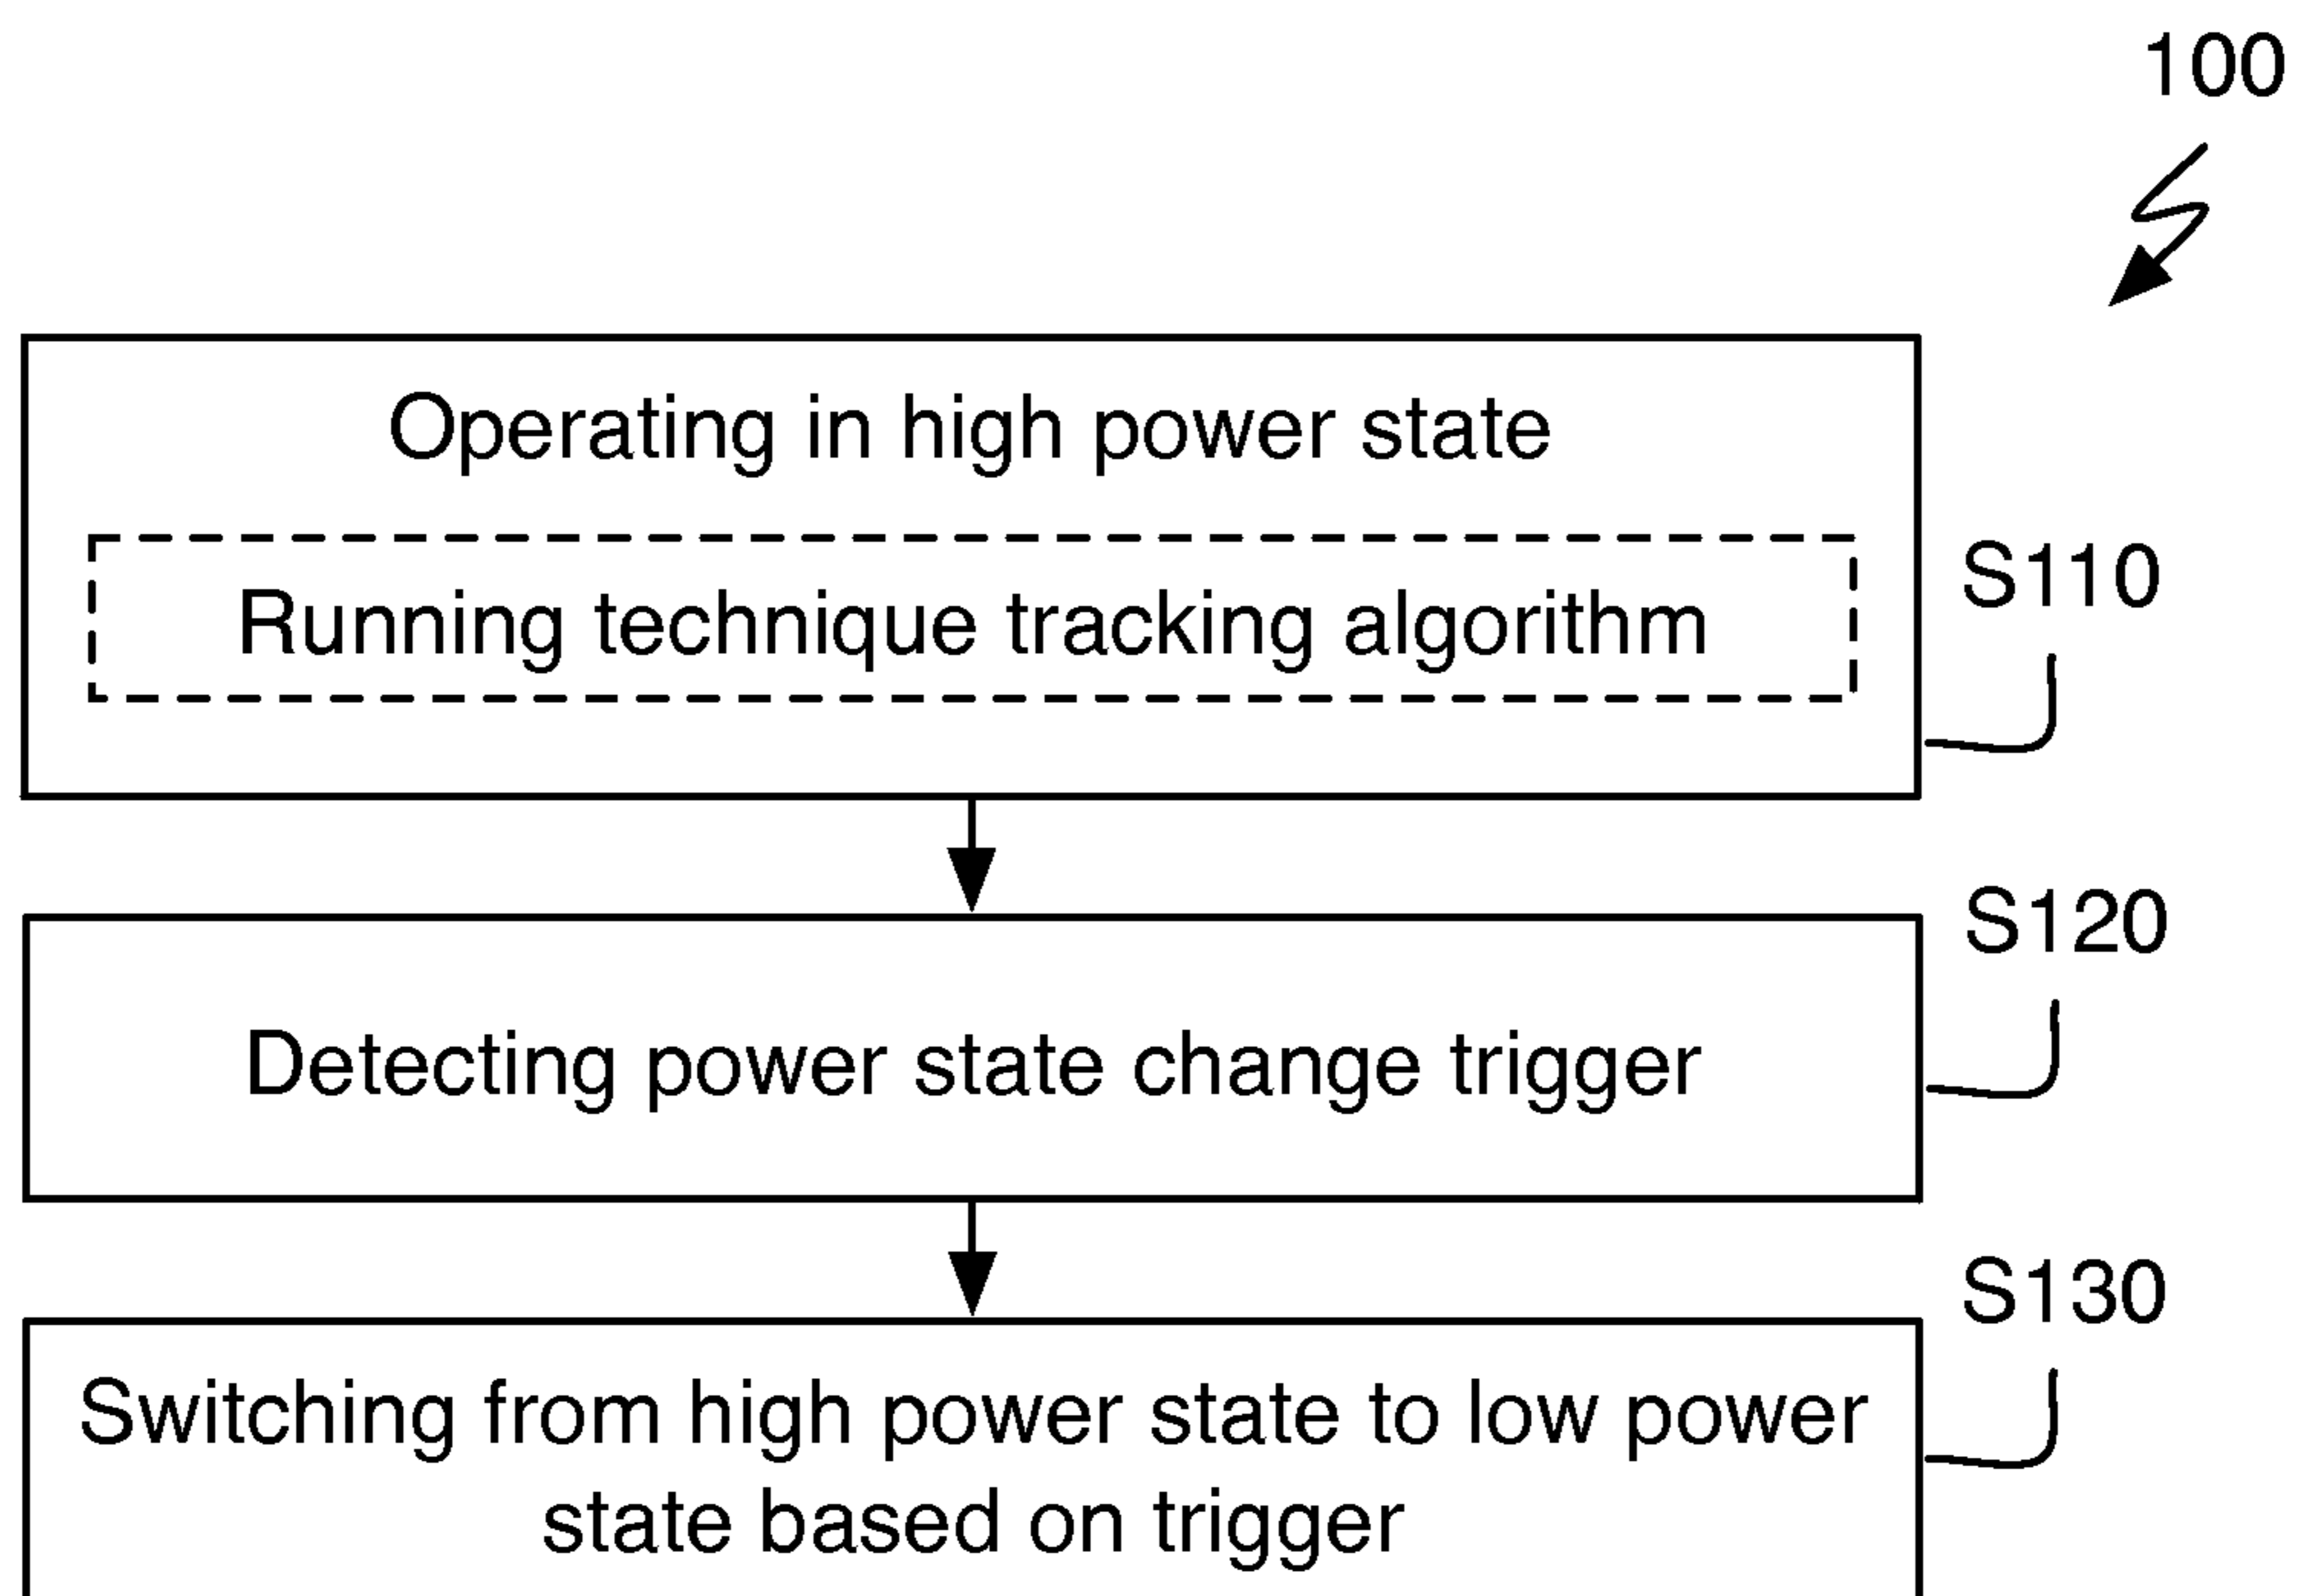 100
Operating in high power state
Running technique tracking algorithm
S110
S120
Detecting power state change trigger
S130
Switching from high power state to low power
state based on trigger